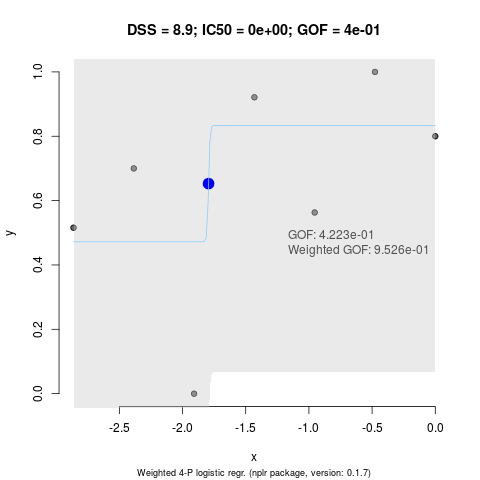 DSS = 8.9; IC50 = 0e+00; GOF = 4e-01
1.0
0.8
0.6
0.4
0.2
0.0
y
GOF: 4.223e-01
Weighted GOF: 9.526e-01
-2.5 -2.0 -1.5 -1.0 -0.5 0.0
x
Weighted 4-P logistic regr. (nplr package, version: 0.1.7)